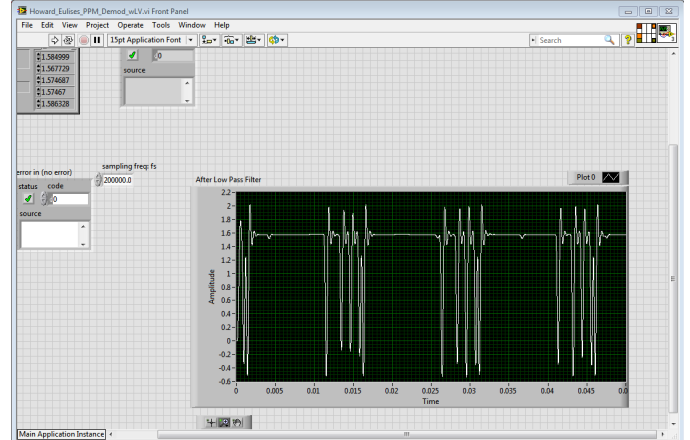 Howard_Eulises_PPM_Demod_wLV.vi Front Panel
File Edit View Project Operate Tools Window Help
15pt Application Font
Search
1.584999
1.567729
1.574687
1.57467
1.586328
0
source
error in (no error)
status code
0
source
sampling freq: fs
200000.0
After Low Pass Filter
Plot 0
2.2
2
1.8
1.6
1.4
1.2
1
0.8
0.6
0.4
0.2
0
-0.2
-0.4
-0.6
Amplitude
0 0.005 0.01 0.015 0.02 0.025 0.03 0.035 0.04 0.045 0.0
Time
Main Application Instance